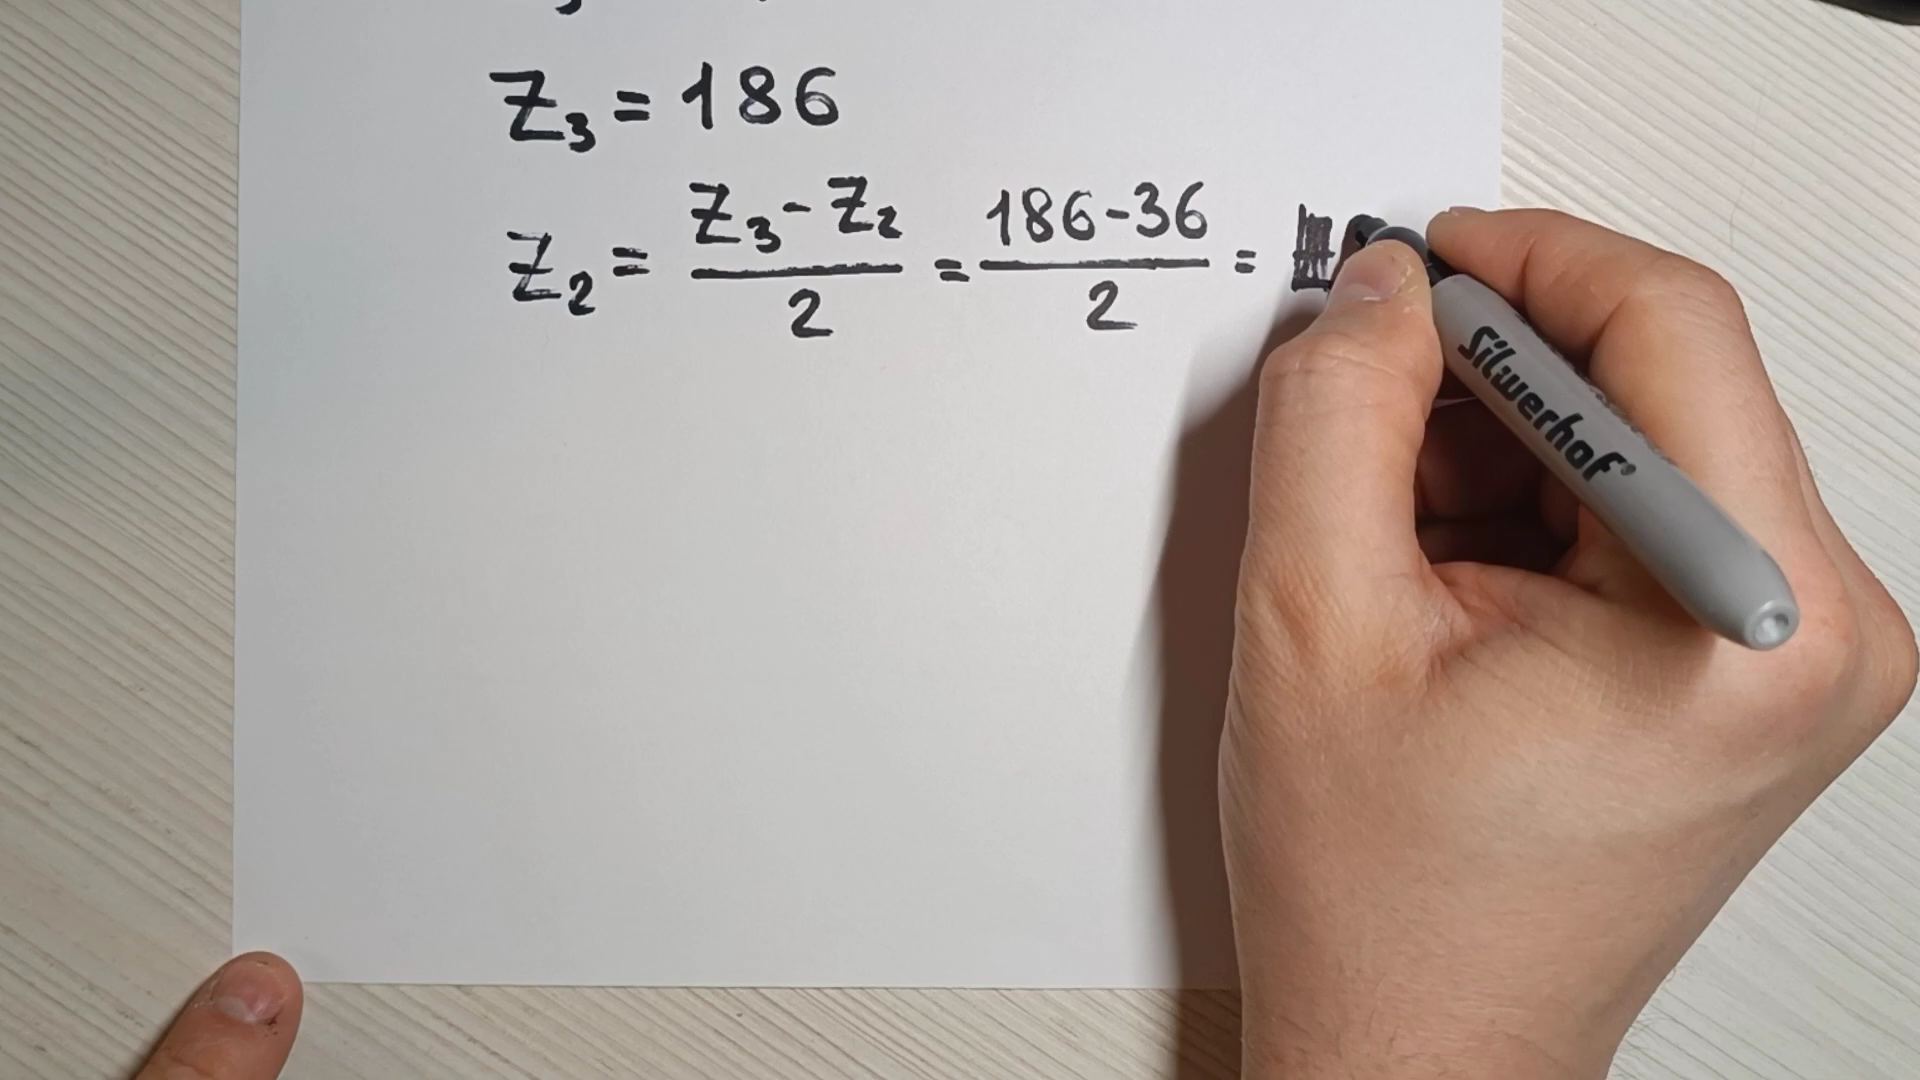 Z₃ = 186
Z₂ = (Z₃ - Z₂)/2 = (186 - 36)/2 =
Silwerhof